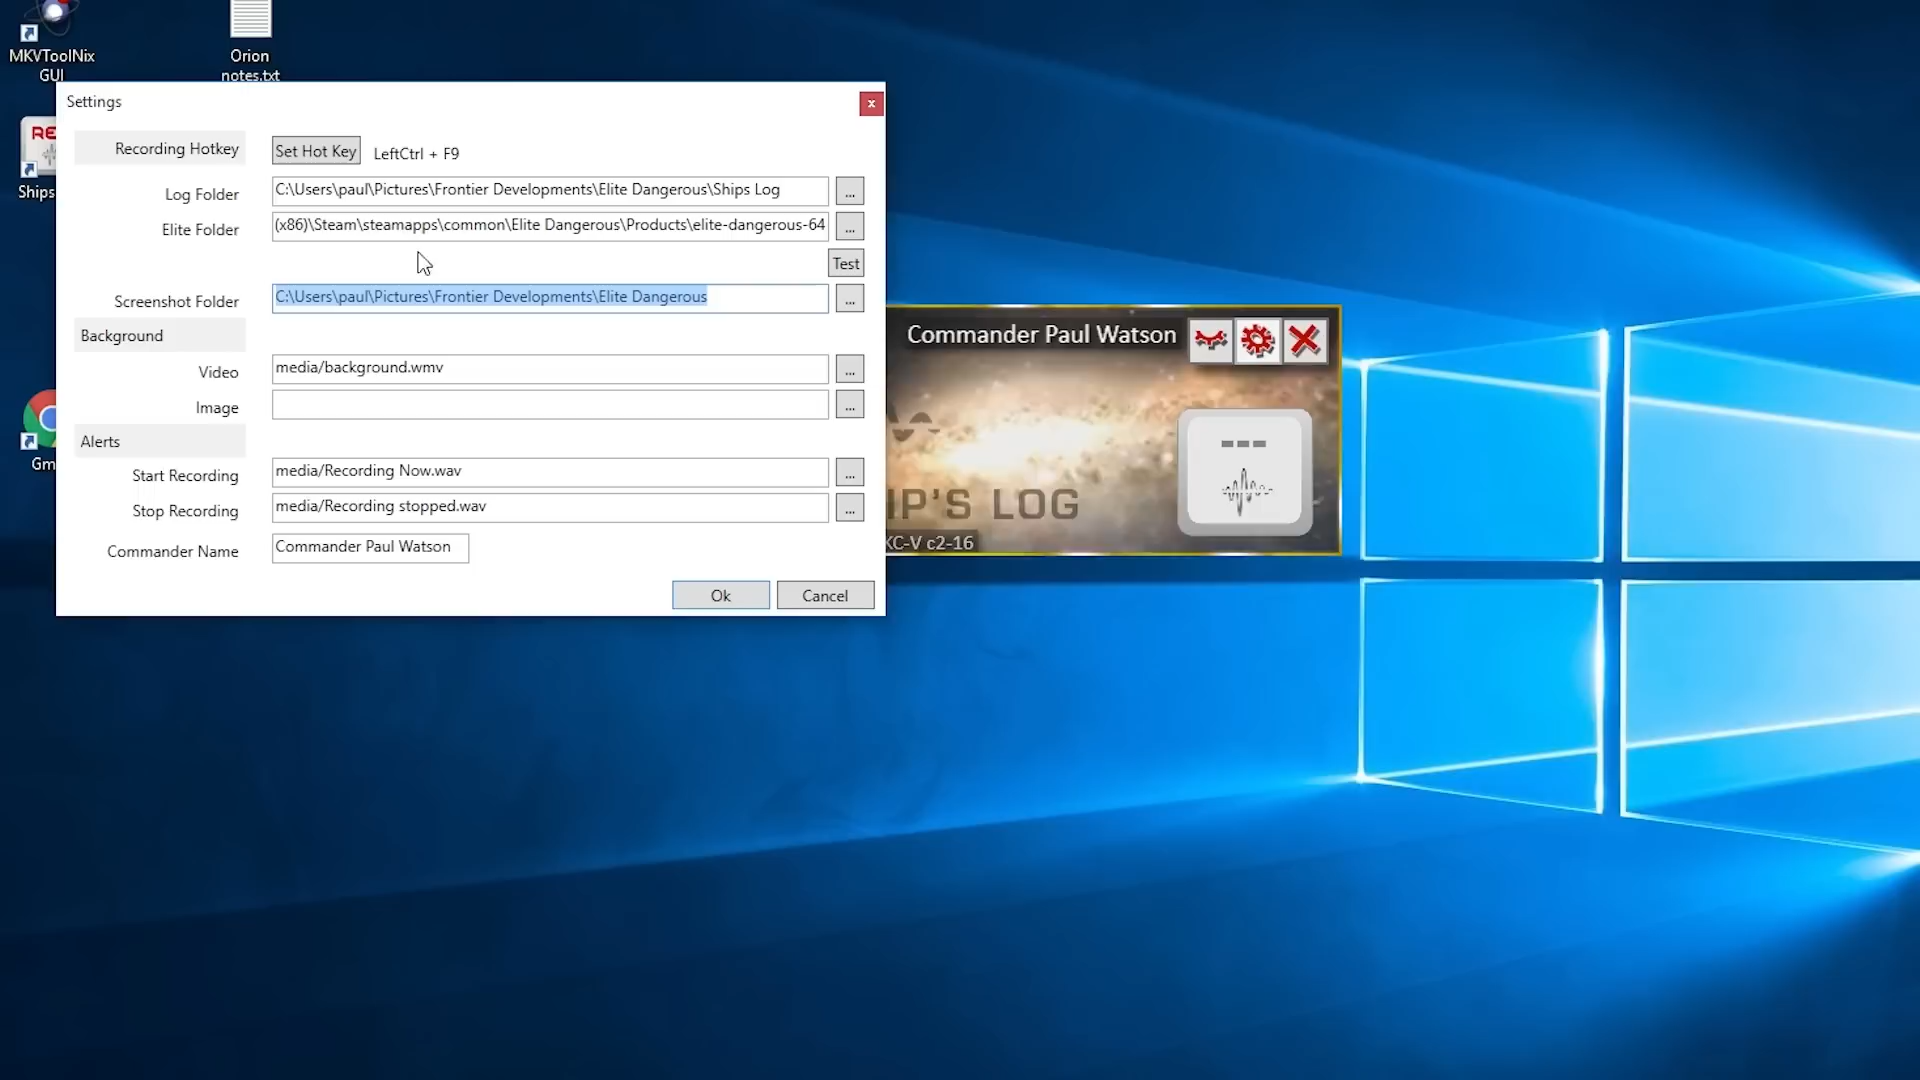 MKVToolNix
GUI
Orion
notes.txt
Settings
x
Recording Hotkey
Set Hot Key
LeftCtrl + F9
Log Folder
C:\Users\paul\Pictures\Frontier Developments\Elite Dangerous\Ships Log
...
Elite Folder
(x86)\Steam\steamapps\common\Elite Dangerous\Products\elite-dangerous-64
...
Test
Screenshot Folder
C:\Users\paul\Pictures\Frontier Developments\Elite Dangerous
...
Background
Video
media/background.wmv
...
Image
...
Alerts
Start Recording
media/Recording Now.wav
...
Stop Recording
media/Recording stopped.wav
...
Commander Name
Commander Paul Watson
Ok
Cancel
RE
Ships
Gm
Commander Paul Watson
---
IP'S LOG
KC-V c2-16